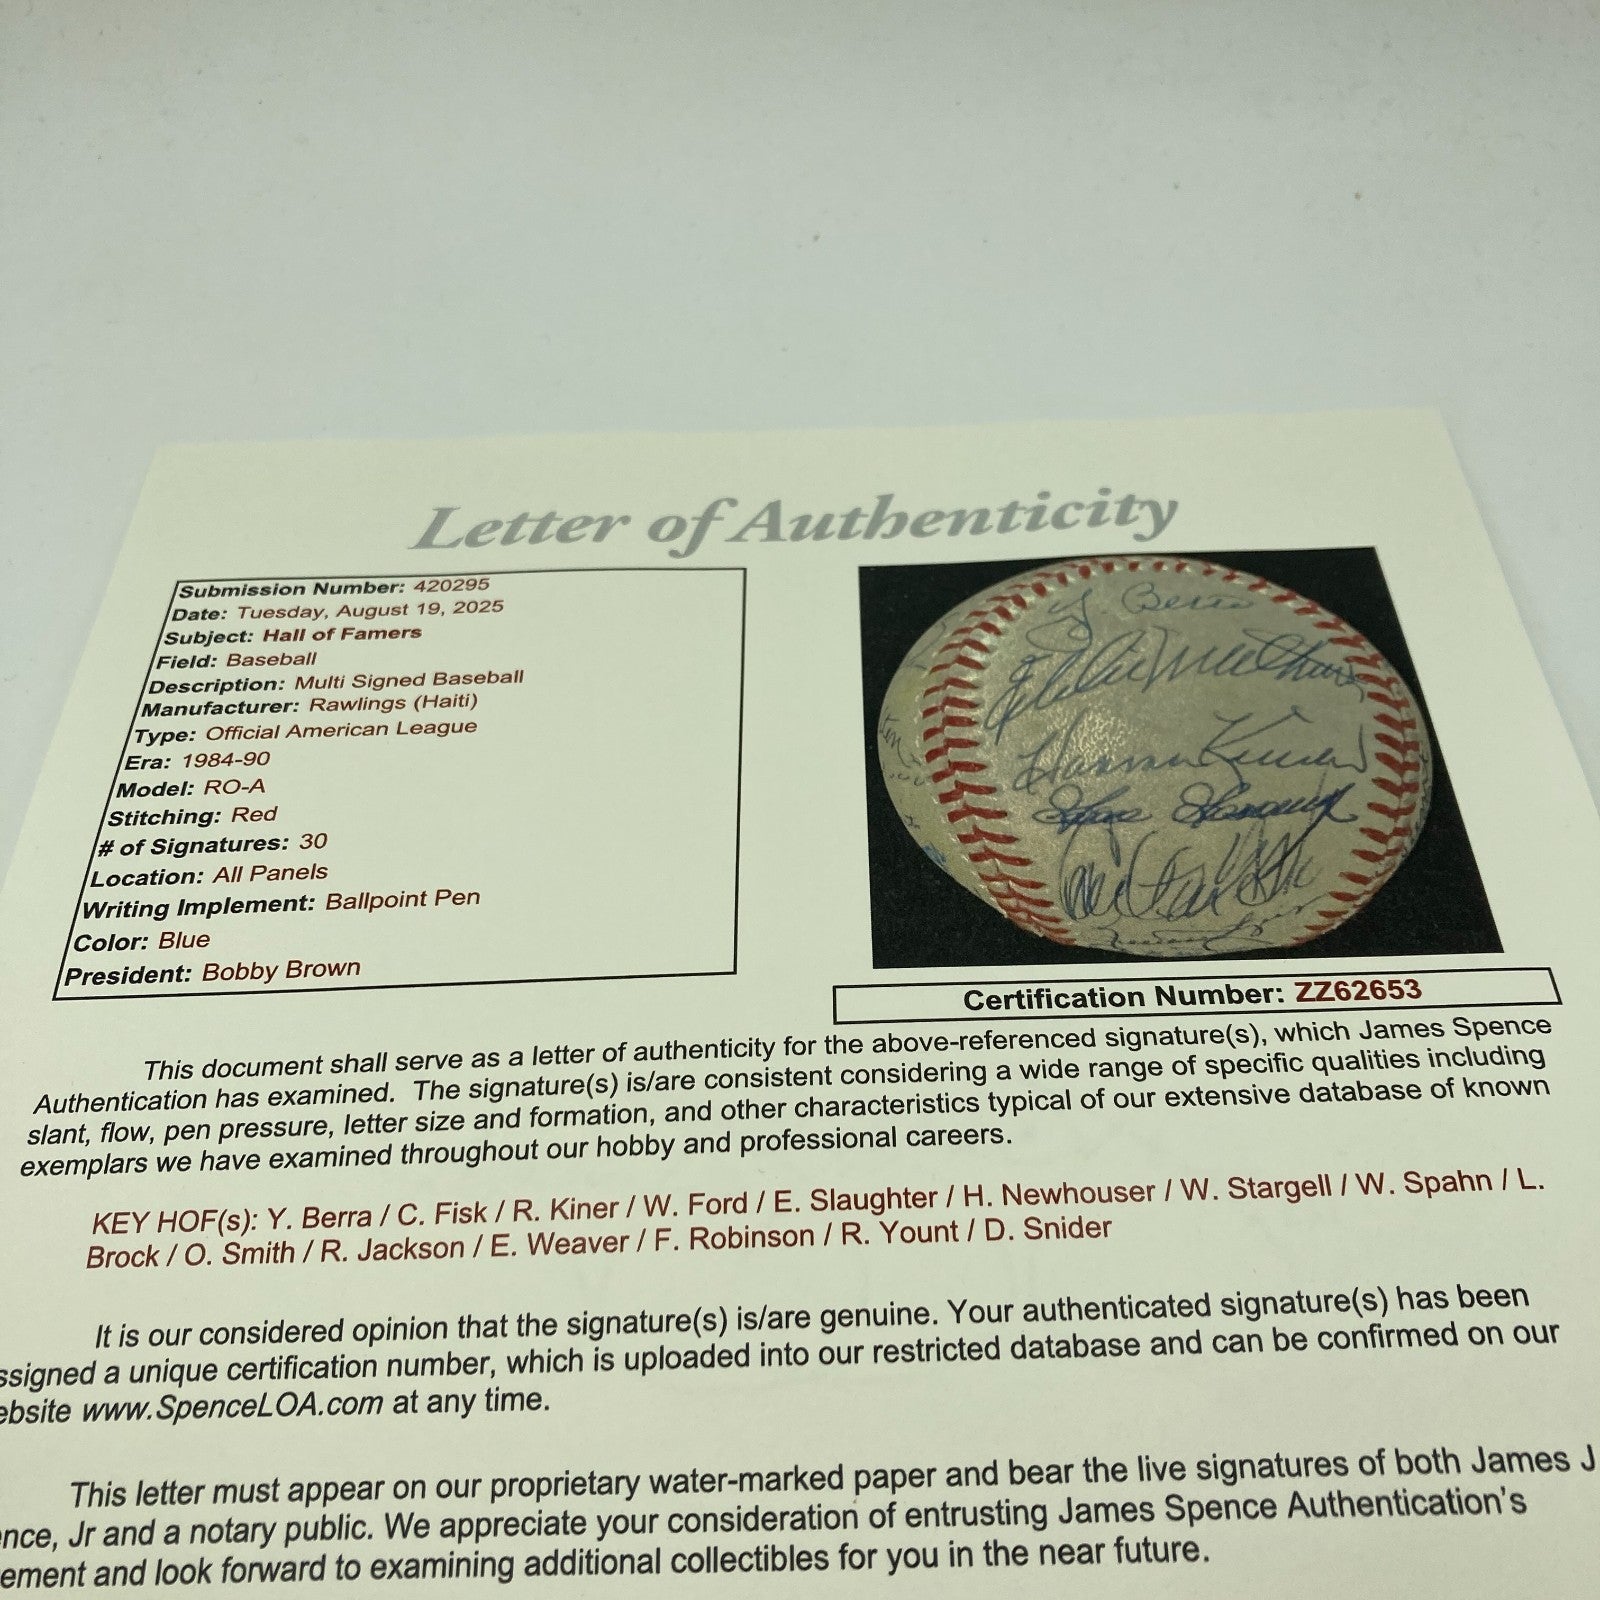 Letter of Authenticity
Submission Number: 420295
Date: Tuesday, August 19, 2025
Subject: Hall of Famers
Field: Baseball
Description: Multi Signed Baseball
Manufacturer: Rawlings (Haiti)
Type: Official American League
Era: 1984-90
Model: RO-A
Stitching: Red
# of Signatures: 30
Location: All Panels
Writing Implement: Ballpoint Pen
Color: Blue
President: Bobby Brown
Y. Berra
Eddie Mathews
Harmon Killebrew
Certification Number: ZZ62653
This document shall serve as a letter of authenticity for the above-referenced signature(s), which James Spence
Authentication has examined. The signature(s) is/are consistent considering a wide range of specific qualities including
slant, flow, pen pressure, letter size and formation, and other characteristics typical of our extensive database of known
exemplars we have examined throughout our hobby and professional careers.
KEY HOF(s): Y. Berra / C. Fisk / R. Kiner / W. Ford / E. Slaughter / H. Newhouser / W. Stargell / W. Spahn / L.
Brock / O. Smith / R. Jackson / E. Weaver / F. Robinson / R. Yount / D. Snider
It is our considered opinion that the signature(s) is/are genuine. Your authenticated signature(s) has been
ssigned a unique certification number, which is uploaded into our restricted database and can be confirmed on our
ebsite www.SpenceLOA.com at any time.
This letter must appear on our proprietary water-marked paper and bear the live signatures of both James J
nce, Jr and a notary public. We appreciate your consideration of entrusting James Spence Authentication's
ement and look forward to examining additional collectibles for you in the near future.